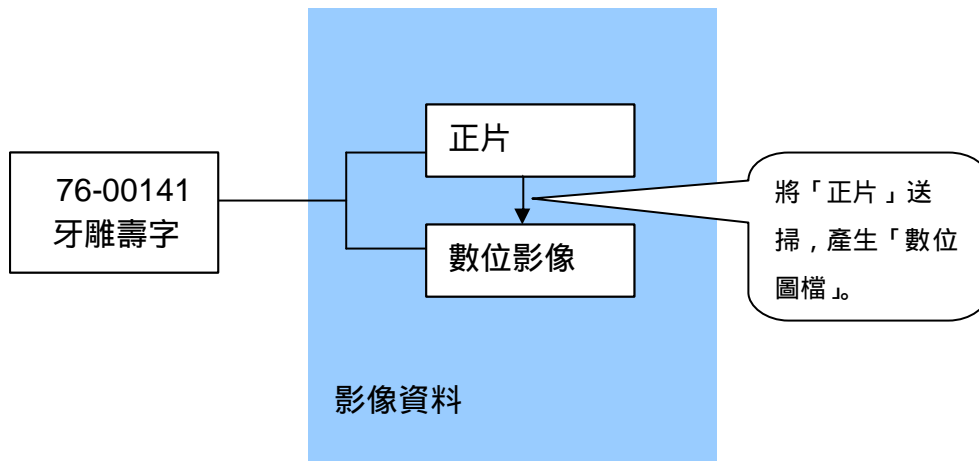 76-00141
牙雕壽字
正片
數位影像
影像資料
將「正片」送
掃，產生「數位
圖檔」。